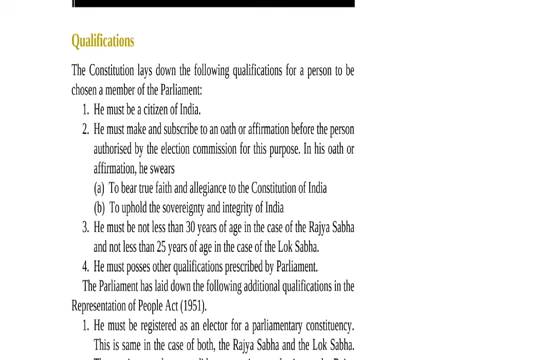 Qualifications
The Constitution lays down the following qualifications for a person to be
chosen a member of the Parliament:
1. He must be a citizen of India.
2. He must make and subscribe to an oath or affirmation before the person
authorised by the election commission for this purpose. In his oath or
affirmation, he swears
(a) To bear true faith and allegiance to the Constitution of India
(b) To uphold the sovereignty and integrity of India
3. He must be not less than 30 years of age in the case of the Rajya Sabha
and not less than 25 years of age in the case of the Lok Sabha.
4. He must posses other qualifications prescribed by Parliament.
The Parliament has laid down the following additional qualifications in the
Representation of People Act (1951).
1. He must be registered as an elector for a parliamentary constituency.
This is same in the case of both, the Rajya Sabha and the Lok Sabha.